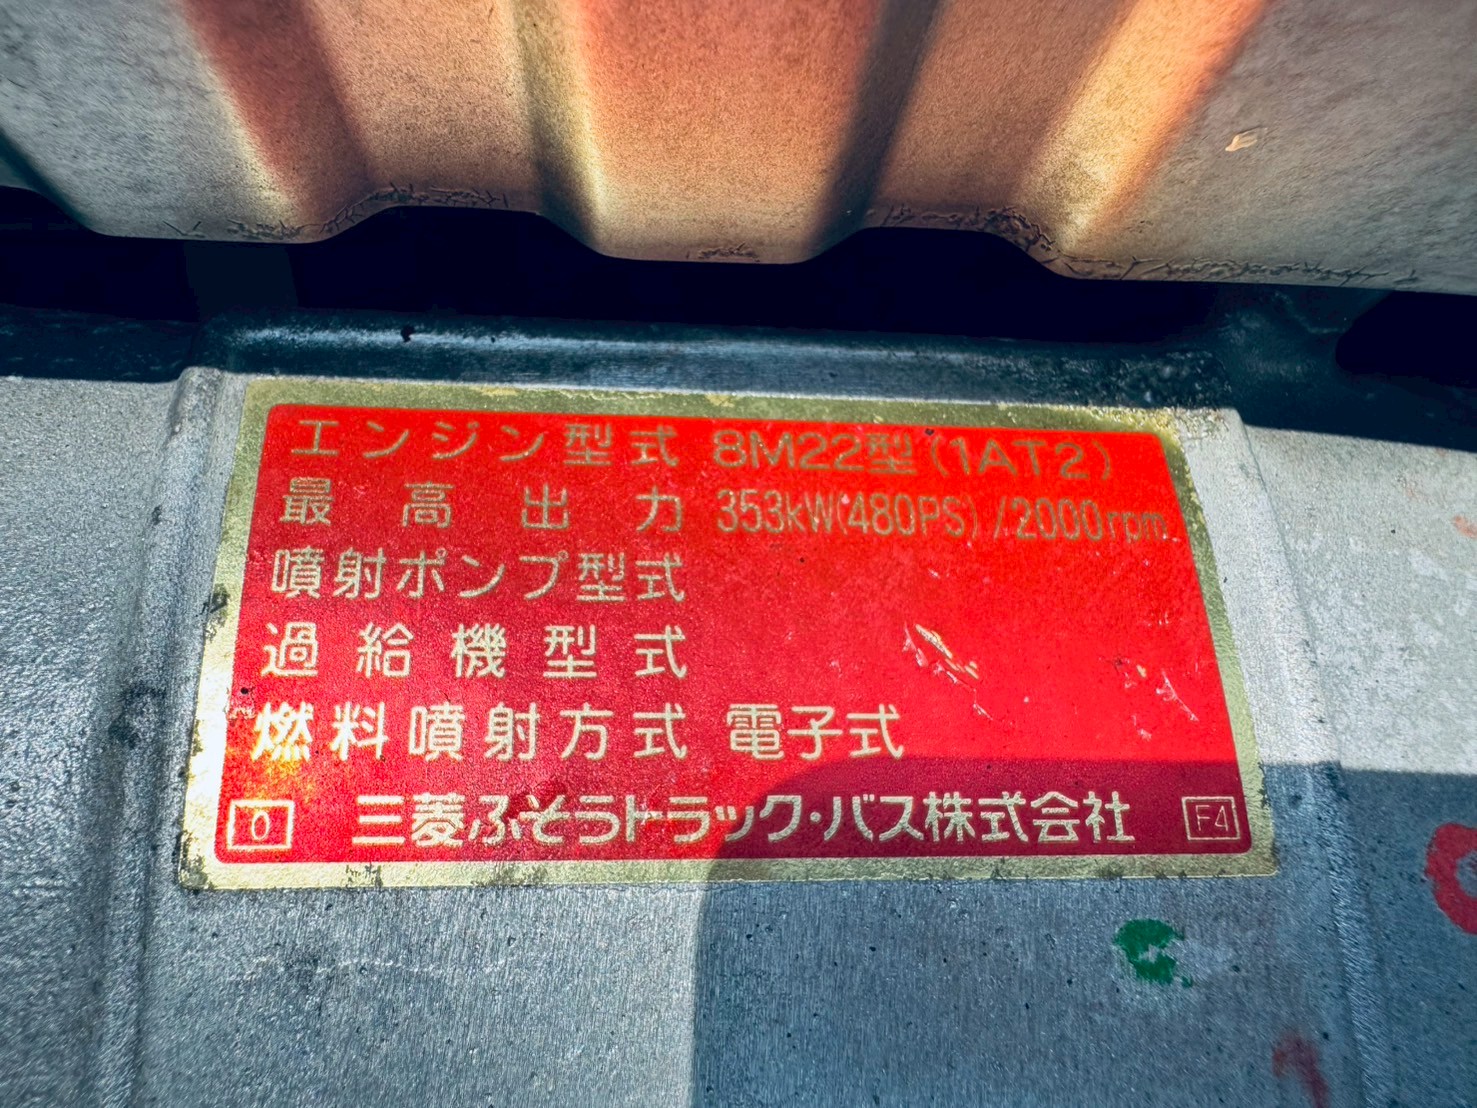 エンジン型式 8M22型(1AT2)
最高出力 353kW(480PS)/2000rpm
噴射ポンプ型式
過給機型式
燃料噴射方式 電子式
0 三菱ふそうトラック・バス株式会社 F4